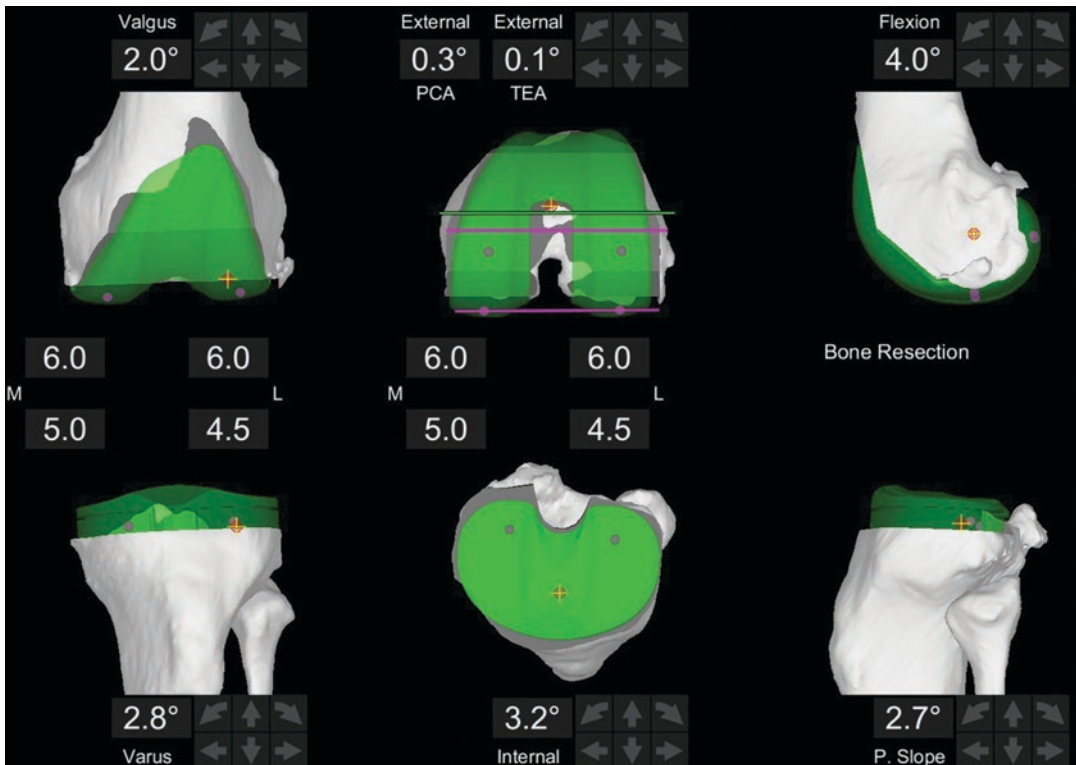 Valgus
2.0°
External External
0.3° 0.1°
PCA TEA
Flexion
4.0°
6.0 6.0
M L
5.0 4.5
6.0 6.0
M L
5.0 4.5
Bone Resection
2.8°
Varus
3.2°
Internal
2.7°
P. Slope